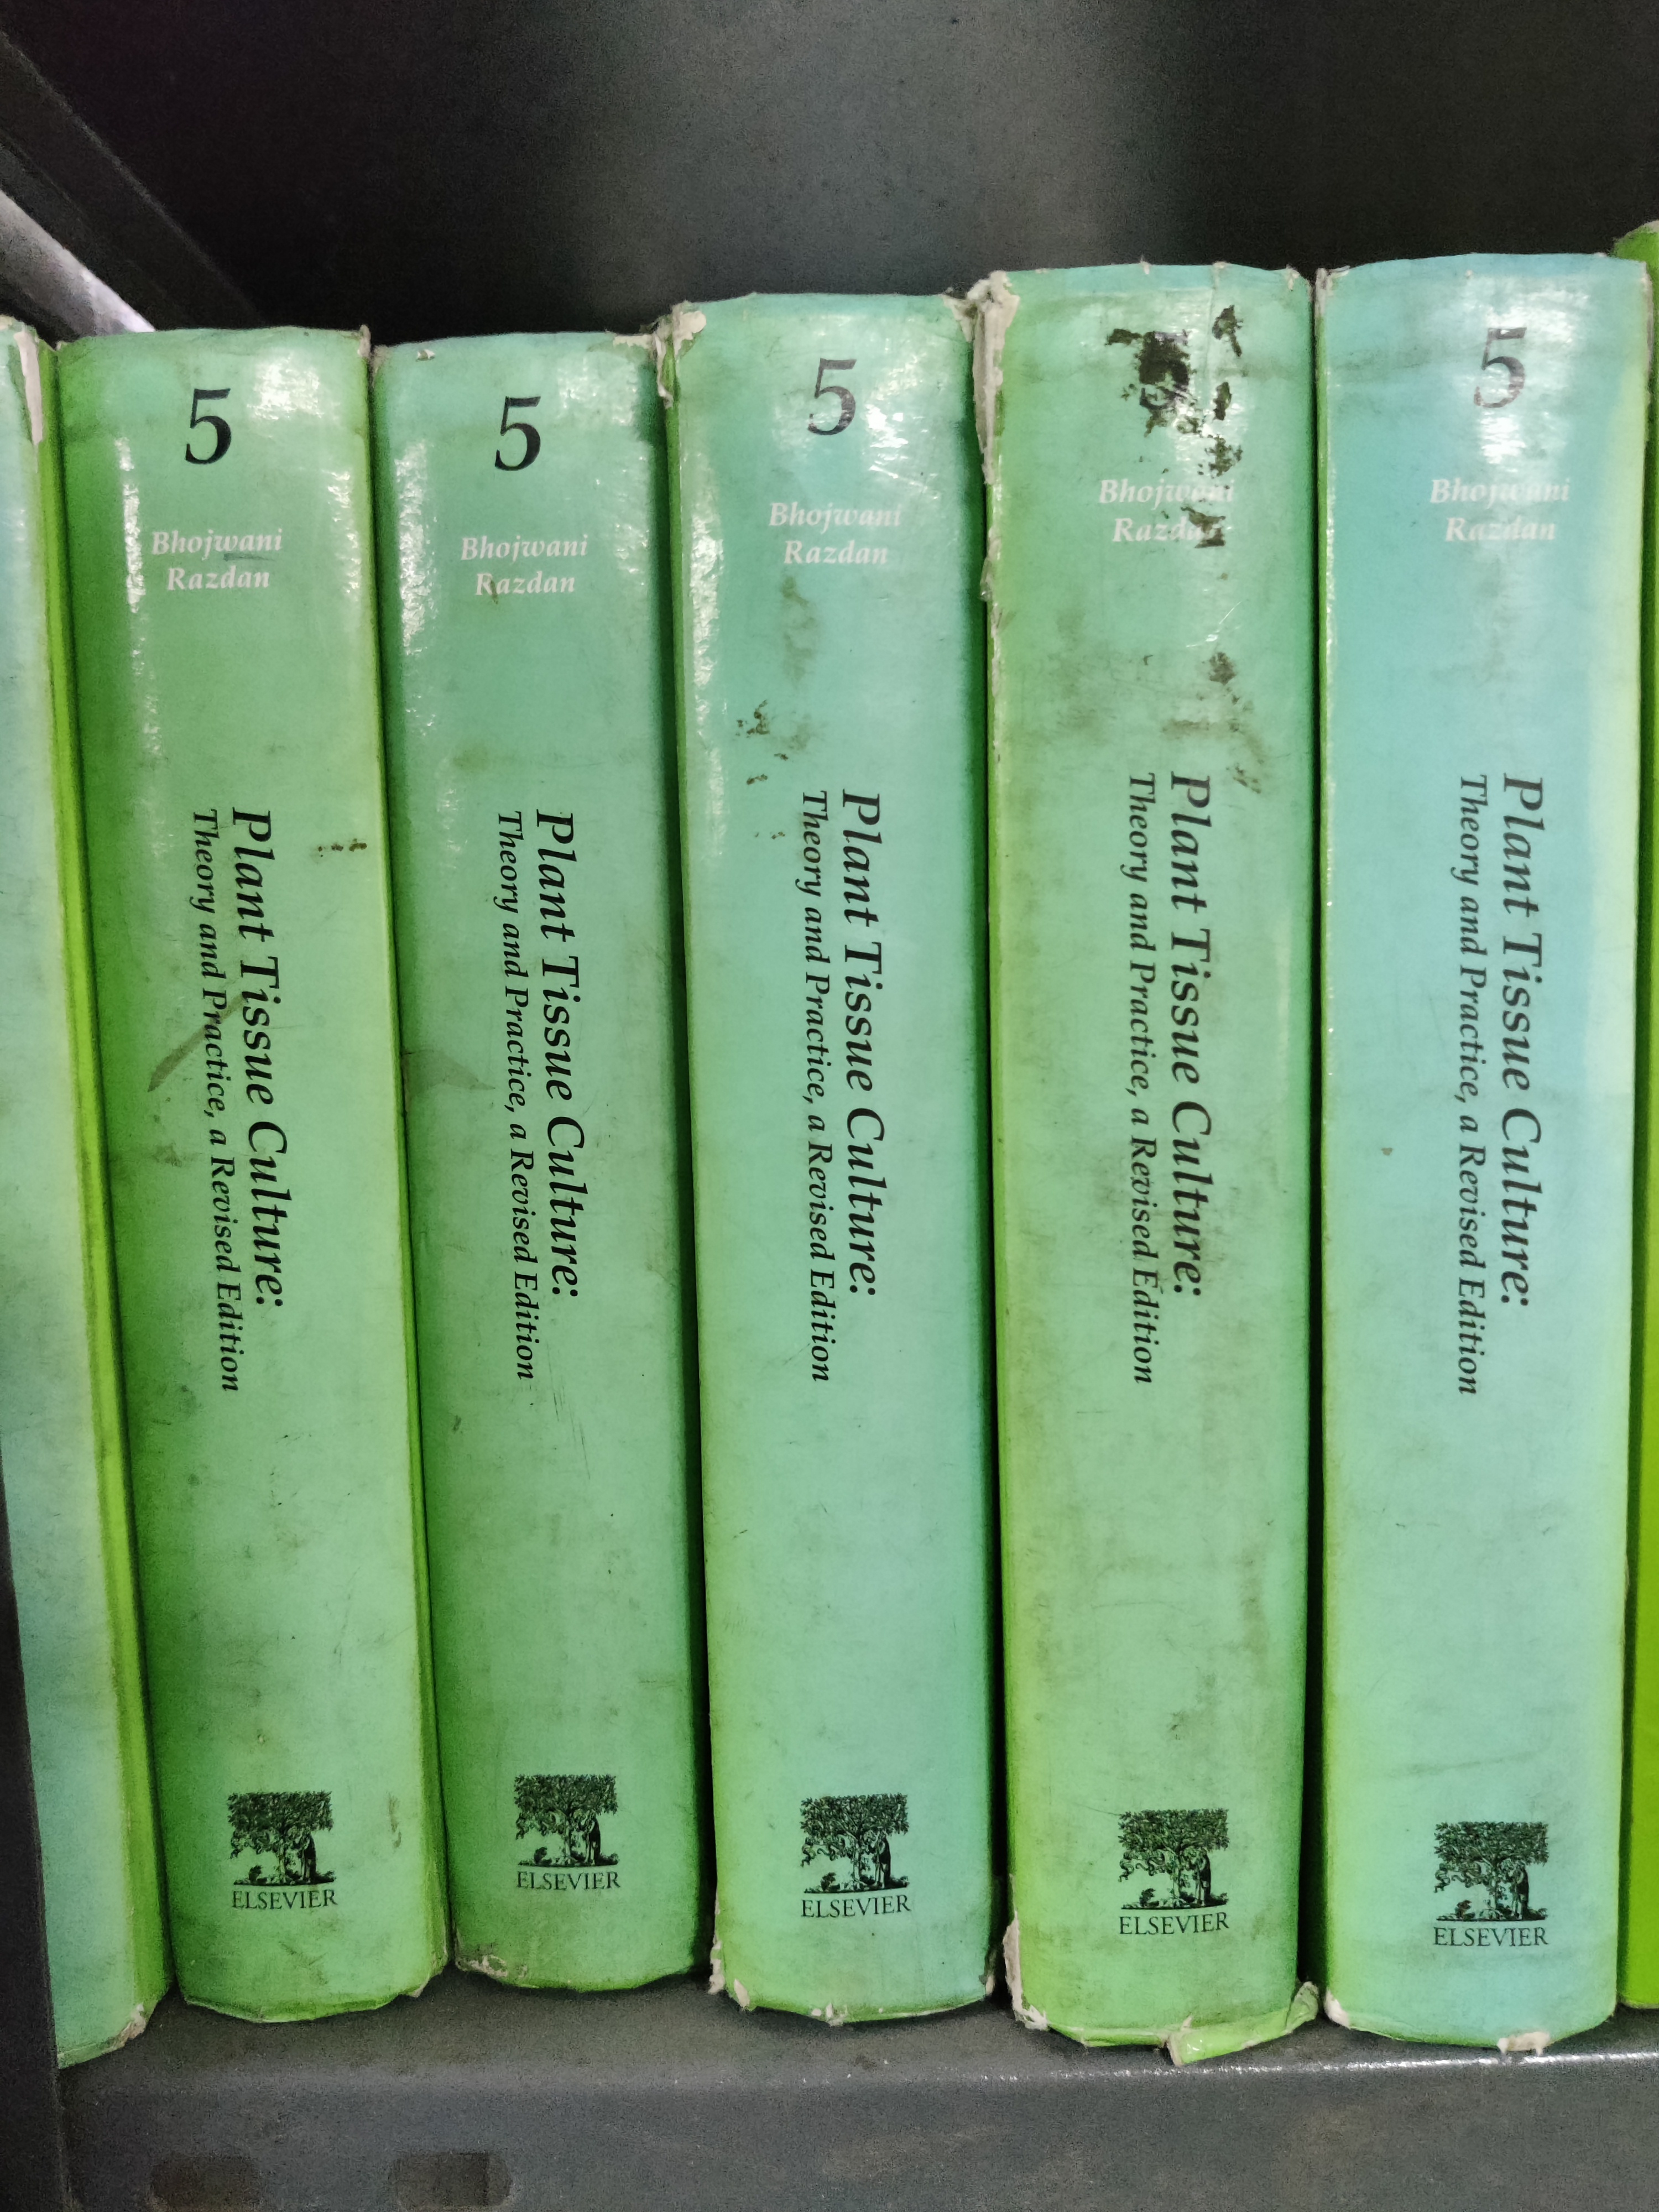 5
Bhojwani
Razdan
Plant Tissue Culture:
Theory and Practice, a Revised Edition
ELSEVIER
5
Bhojwani
Razdan
Plant Tissue Culture:
Theory and Practice, a Revised Edition
ELSEVIER
5
Bhojwani
Razdan
Plant Tissue Culture:
Theory and Practice, a Revised Edition
ELSEVIER
Bhojwani
Razdan
Plant Tissue Culture:
Theory and Practice, a Revised Edition
ELSEVIER
5
Bhojwani
Razdan
Plant Tissue Culture:
Theory and Practice, a Revised Edition
ELSEVIER